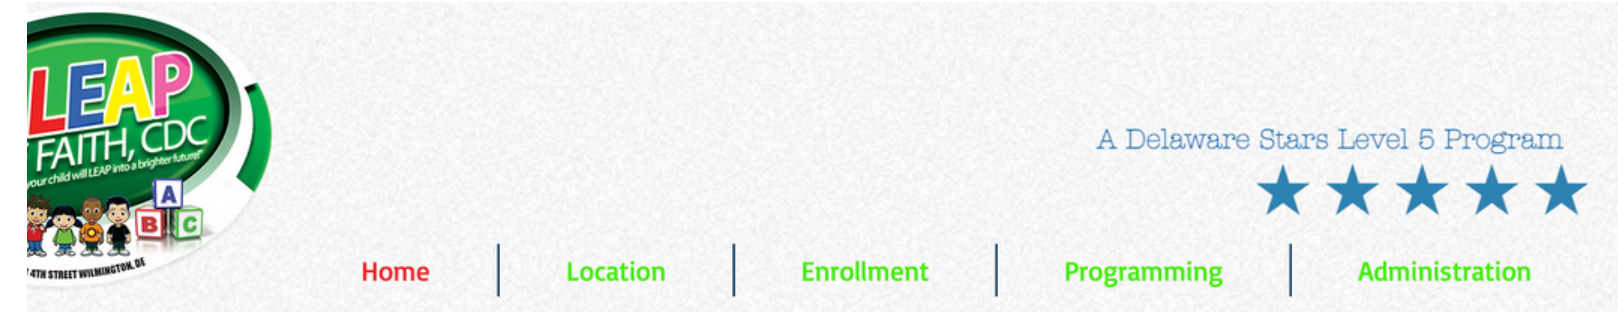 LEAP
FAITH, CDC
your child will LEAP into a brighter future!"
A
B C
4TH STREET WILMINGTON, DE
A Delaware Stars Level 5 Program
Home Location Enrollment Programming Administration